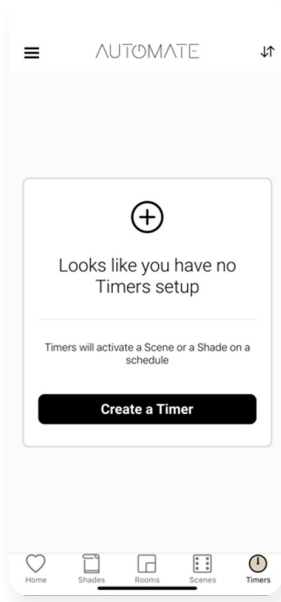 AUTOMATE
Looks like you have no
Timers setup
Timers will activate a Scene or a Shade on a
schedule
Create a Timer
Home Shades Rooms Scenes Timers